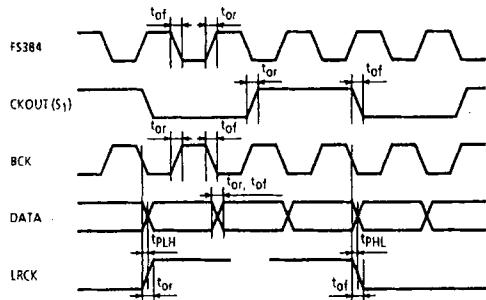 tof tor
FS384
tor tof
CKOUT(S1)
tor tof
BCK
tor, tof
DATA
tPLH tPHL
LRCK
tor tof